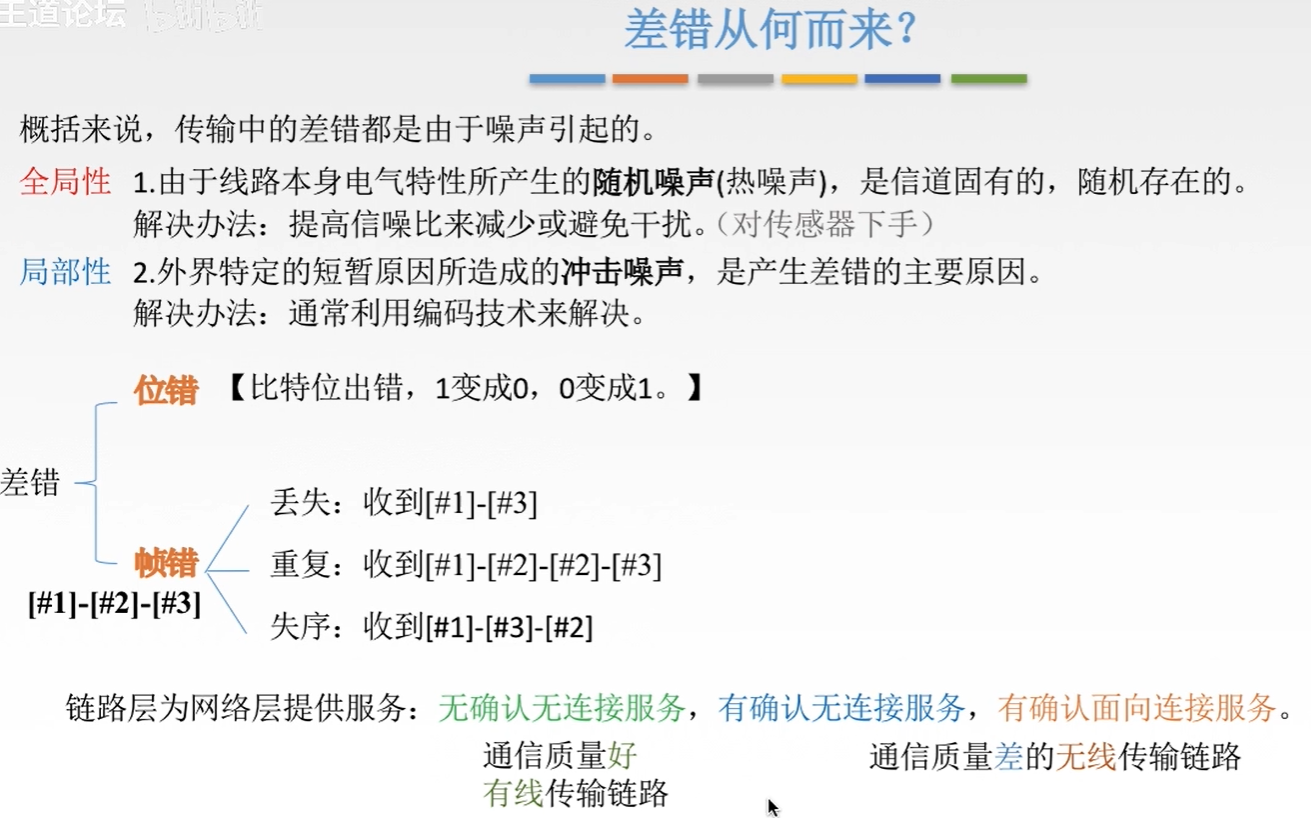 王道论坛
差错从何而来？
概括来说，传输中的差错都是由于噪声引起的。
全局性 1.由于线路本身电气特性所产生的随机噪声(热噪声)，是信道固有的，随机存在的。
解决办法：提高信噪比来减少或避免干扰。（对传感器下手）
局部性 2.外界特定的短暂原因所造成的冲击噪声，是产生差错的主要原因。
解决办法：通常利用编码技术来解决。
位错 【比特位出错，1变成0，0变成1。】
差错
丢失：收到[#1]-[#3]
帧错 重复：收到[#1]-[#2]-[#2]-[#3]
[#1]-[#2]-[#3]
失序：收到[#1]-[#3]-[#2]
链路层为网络层提供服务：无确认无连接服务，有确认无连接服务，有确认面向连接服务。
通信质量好 通信质量差的无线传输链路
有线传输链路